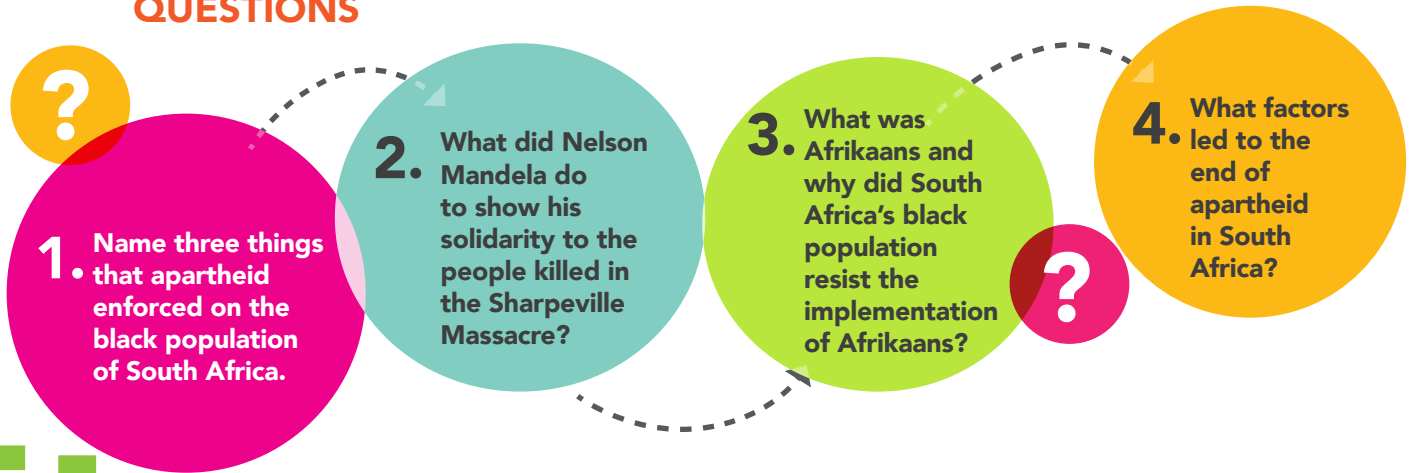 QUESTIONS
?
1. Name three things
that apartheid
enforced on the
black population
of South Africa.
2. What did Nelson
Mandela do
to show his
solidarity to the
people killed in
the Sharpeville
Massacre?
3. What was
Afrikaans and
why did South
Africa’s black
population
resist the
implementation
of Afrikaans?
?
4. What factors
led to the
end of
apartheid
in South
Africa?